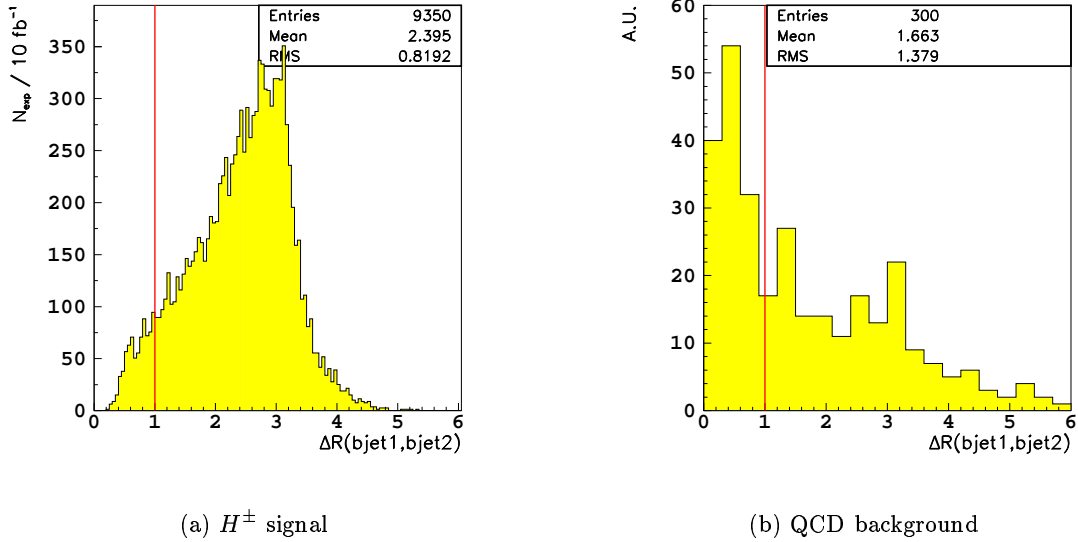 Entries 9350
Mean 2.395
RMS 0.8192
N_exp / 10 fb⁻¹
350
300
250
200
150
100
50
0
0 1 2 3 4 5 6
ΔR(bjet1,bjet2)
(a) H± signal
Entries 300
Mean 1.663
RMS 1.379
A.U.
60
50
40
30
20
10
0
0 1 2 3 4 5 6
ΔR(bjet1,bjet2)
(b) QCD background